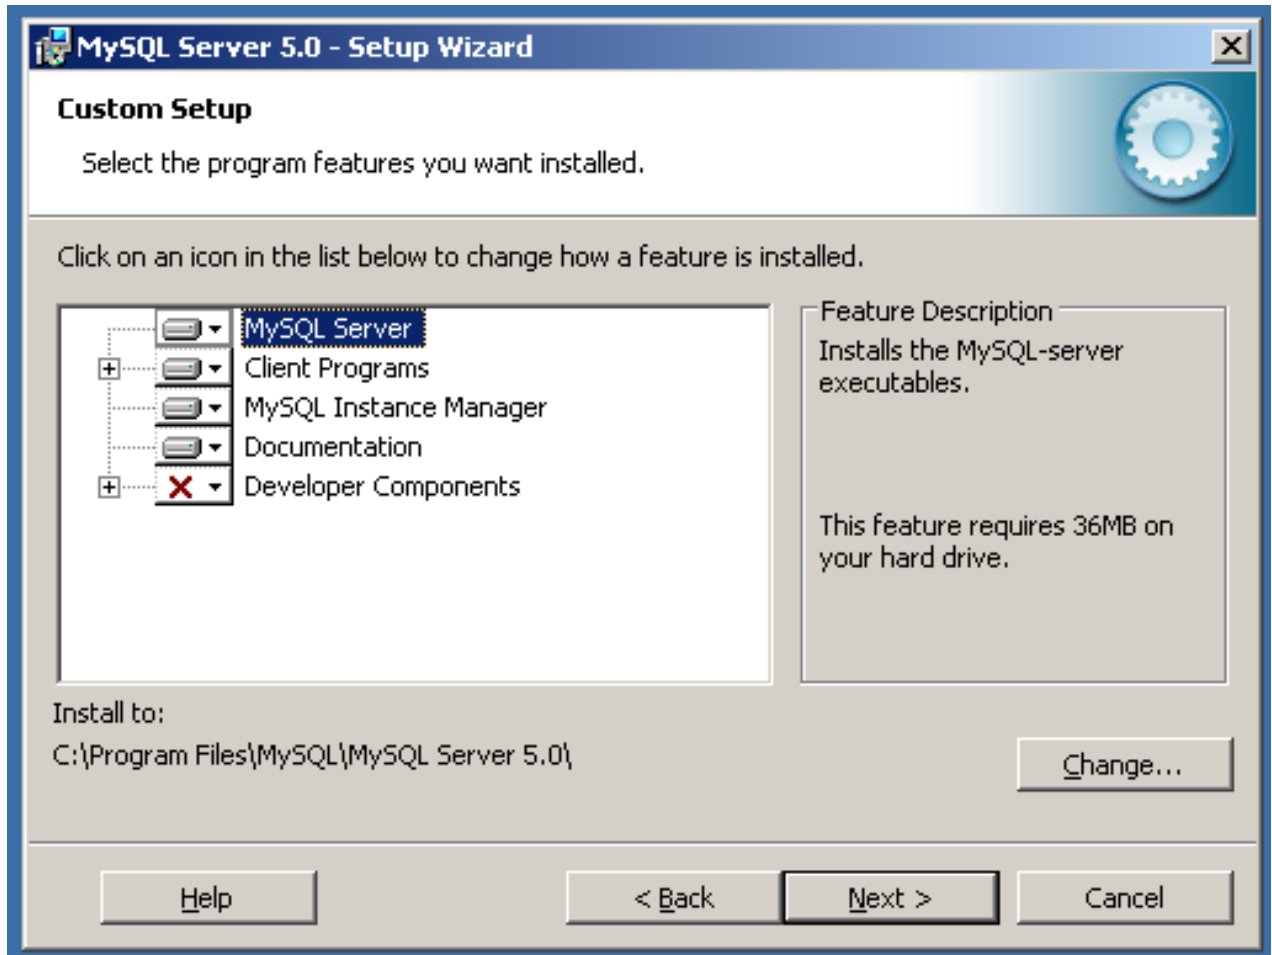 MySQL Server 5.0 - Setup Wizard
Custom Setup
Select the program features you want installed.
Click on an icon in the list below to change how a feature is installed.
MySQL Server
Client Programs
MySQL Instance Manager
Documentation
Developer Components
Feature Description
Installs the MySQL-server
executables.
This feature requires 36MB on
your hard drive.
Install to:
C:\Program Files\MySQL\MySQL Server 5.0\
Change...
Help
< Back
Next >
Cancel